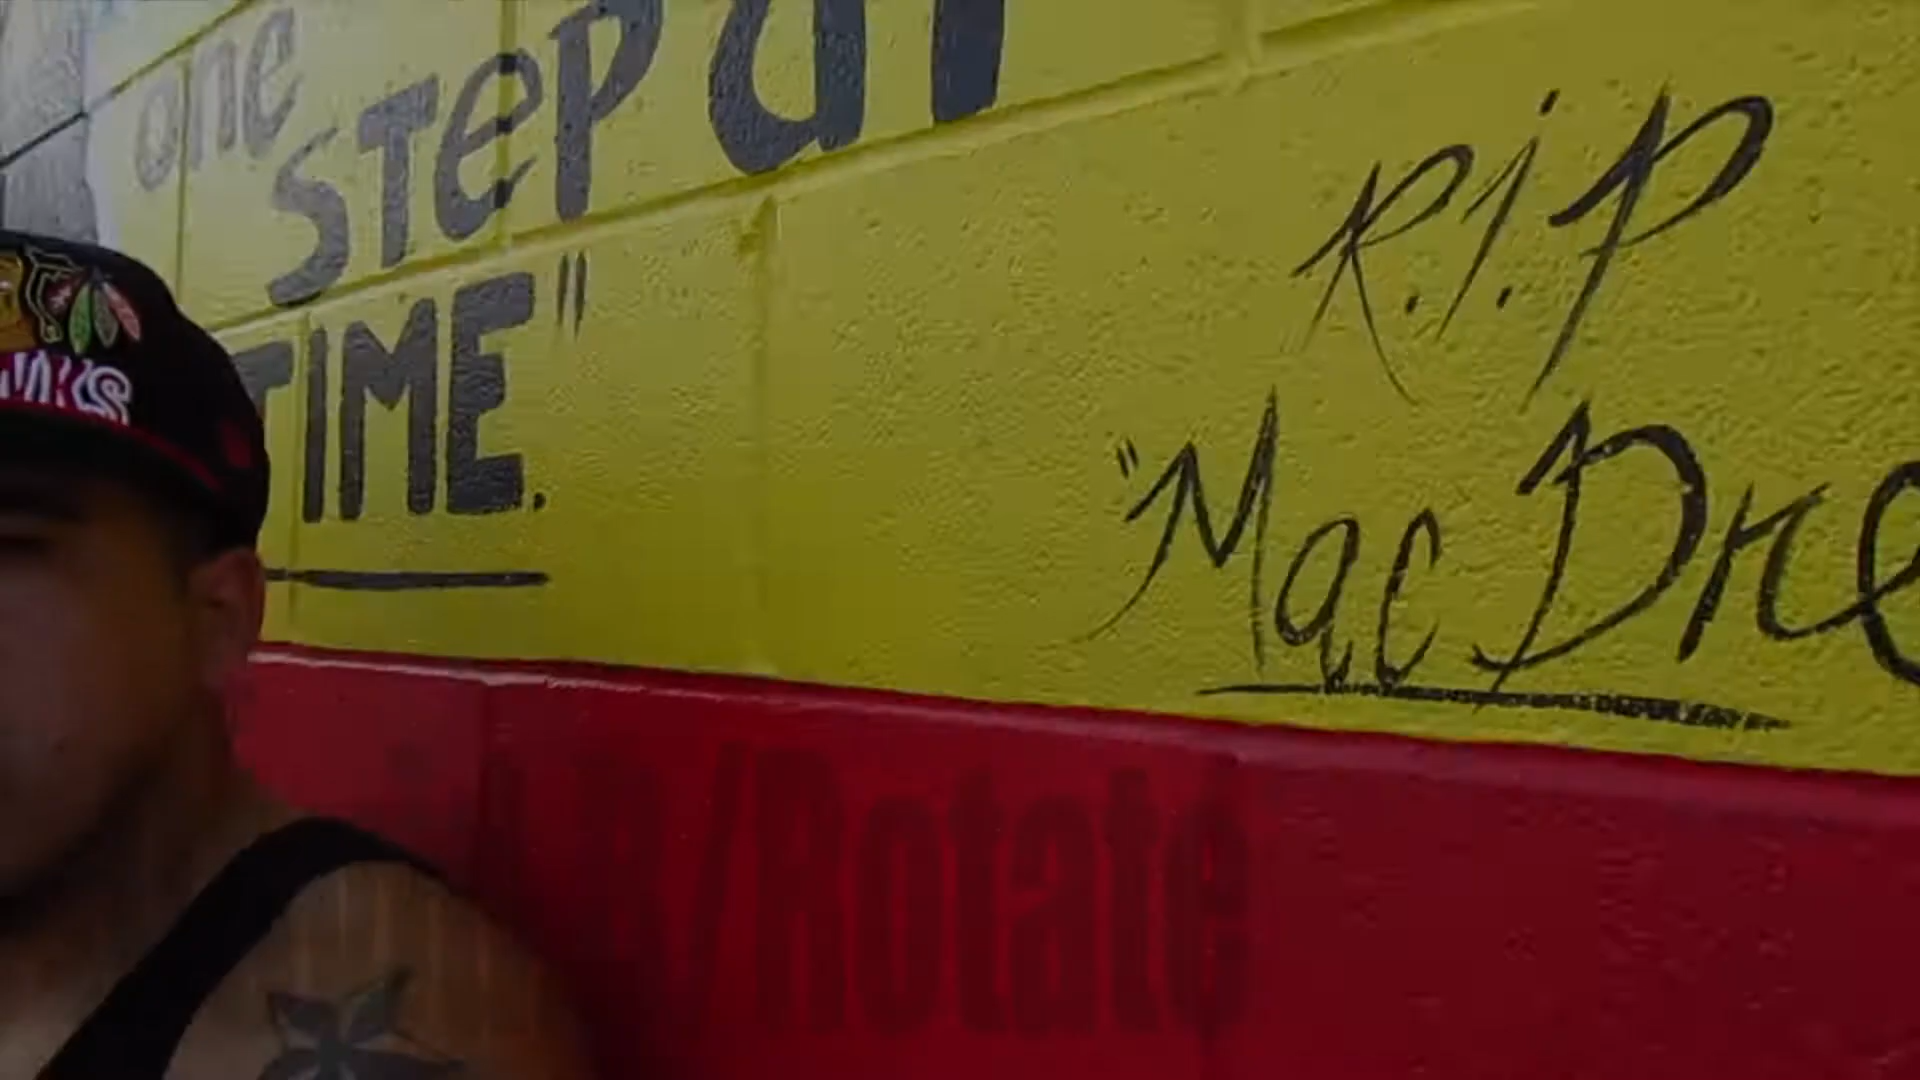 one
STeP at
TIME."
R.I.P
"Mac Dre
/Rotate